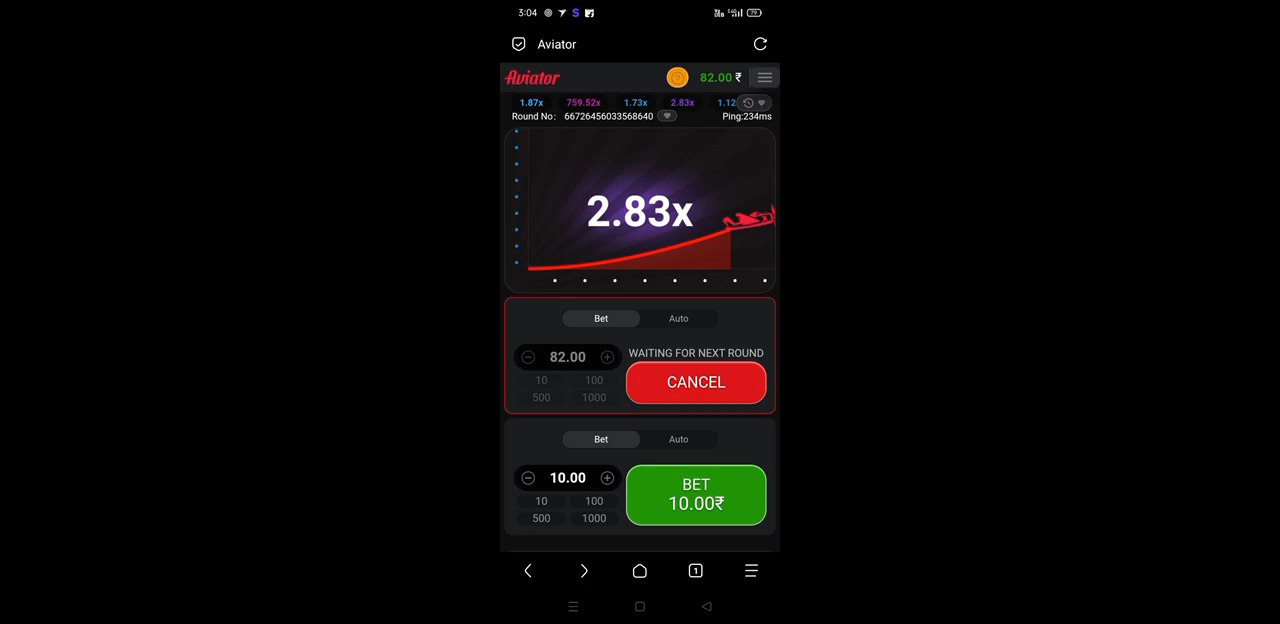 3:04 S 79
Aviator
Aviator 82.00 ₹
1.87x 759.52x 1.73x 2.83x 1.12
Round No: 66726456033568640 Ping:234ms
2.83x
Bet Auto
82.00 WAITING FOR NEXT ROUND
10 100 CANCEL
500 1000
Bet Auto
10.00 BET
10 100 10.00₹
500 1000
1